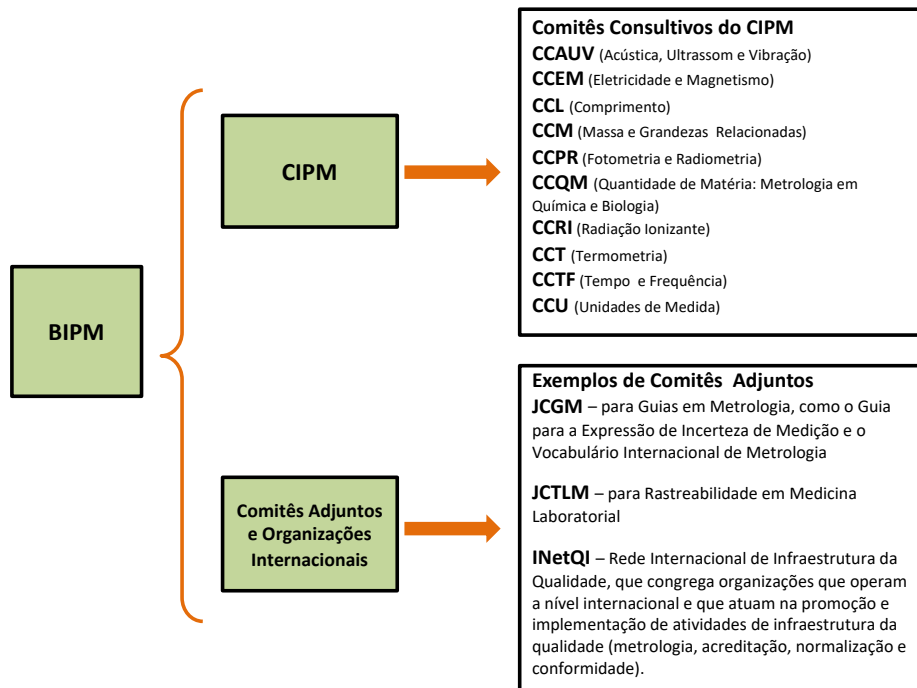 BIPM
CIPM
Comitês Adjuntos
e Organizações
Internacionais
Comitês Consultivos do CIPM
CCAUV (Acústica, Ultrassom e Vibração)
CCEM (Eletricidade e Magnetismo)
CCL (Comprimento)
CCM (Massa e Grandezas Relacionadas)
CCPR (Fotometria e Radiometria)
CCQM (Quantidade de Matéria: Metrologia em
Química e Biologia)
CCRI (Radiação Ionizante)
CCT (Termometria)
CCTF (Tempo e Frequência)
CCU (Unidades de Medida)
Exemplos de Comitês Adjuntos
JCGM – para Guias em Metrologia, como o Guia
para a Expressão de Incerteza de Medição e o
Vocabulário Internacional de Metrologia
JCTLM – para Rastreabilidade em Medicina
Laboratorial
INetQI – Rede Internacional de Infraestrutura da
Qualidade, que congrega organizações que operam
a nível internacional e que atuam na promoção e
implementação de atividades de infraestrutura da
qualidade (metrologia, acreditação, normalização e
conformidade).